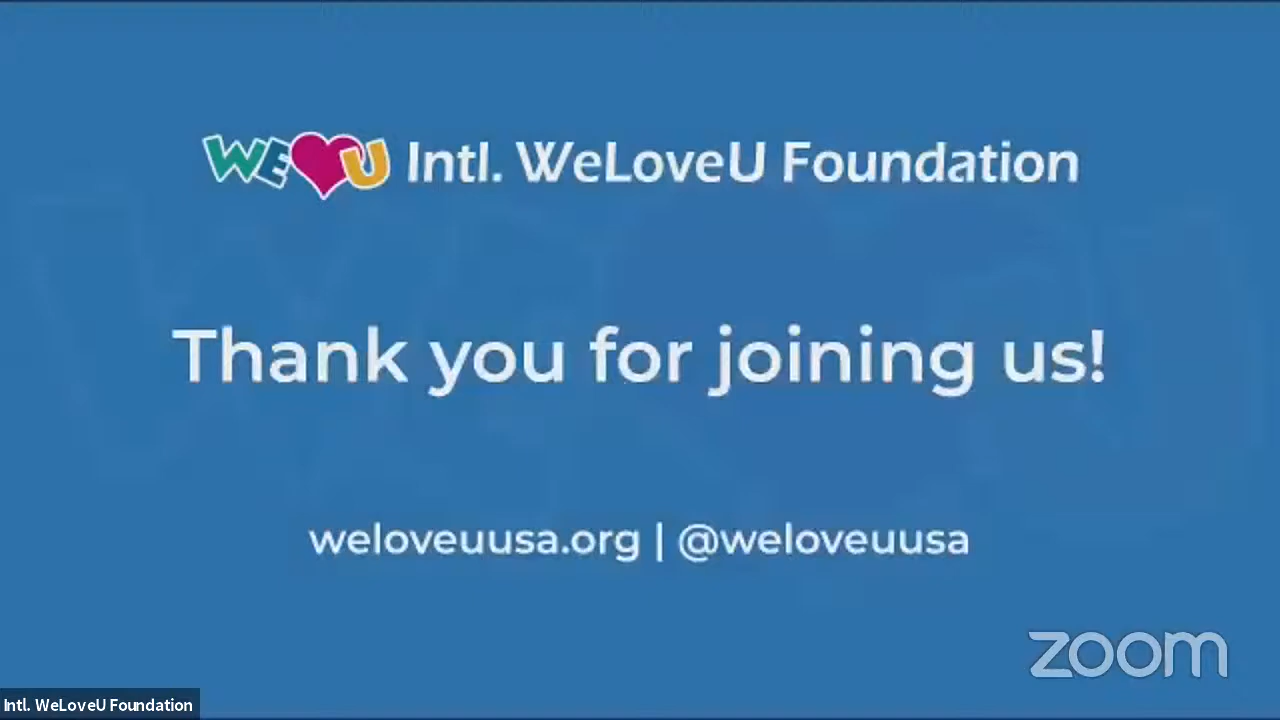 WE U Intl. WeLoveU Foundation
Thank you for joining us!
weloveuusa.org | @weloveuusa
zoom
Intl. WeLoveU Foundation